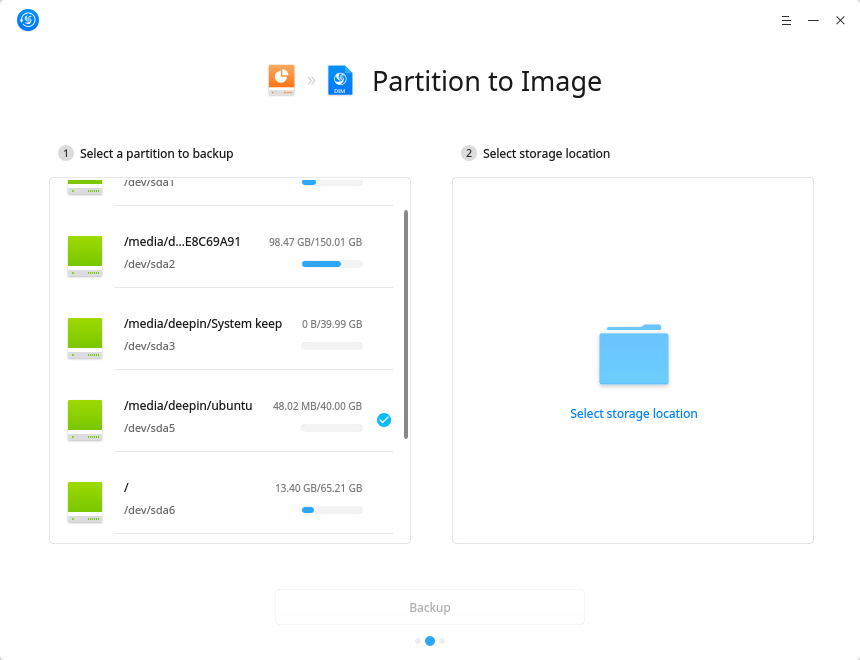 DIM
Partition to Image
1 Select a partition to backup
2 Select storage location
/dev/sda1
/media/d...E8C69A91 98.47 GB/150.01 GB
/dev/sda2
/media/deepin/System keep 0 B/39.99 GB
/dev/sda3
/media/deepin/ubuntu 48.02 MB/40.00 GB
/dev/sda5
Select storage location
/ 13.40 GB/65.21 GB
/dev/sda6
Backup